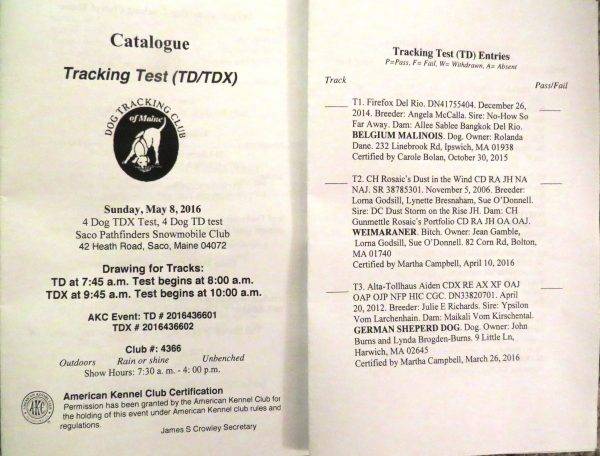 Catalogue
Tracking Test (TD/TDX)
DOG TRACKING CLUB
of Maine
Sunday, May 8, 2016
4 Dog TDX Test, 4 Dog TD test
Saco Pathfinders Snowmobile Club
42 Heath Road, Saco, Maine 04072
Drawing for Tracks:
TD at 7:45 a.m. Test begins at 8:00 a.m.
TDX at 9:45 a.m. Test begins at 10:00 a.m.
AKC Event: TD # 2016436601
TDX # 2016436602
Club #: 4366
Outdoors Rain or shine Unbenched
Show Hours: 7:30 a. m. - 4: 00 p.m.
AKC
American Kennel Club Certification
Permission has been granted by the American Kennel Club for
the holding of this event under American Kennel club rules and
regulations.
James S Crowley Secretary
Tracking Test (TD) Entries
P=Pass, F= Fail, W= Withdrawn, A= Absent
Track Pass/Fail
T1. Firefox Del Rio. DN41755404. December 26,
2014. Breeder: Angela McCalla. Sire: No-How So
Far Away. Dam: Allee Sablee Bangkok Del Rio.
BELGIUM MALINOIS. Dog. Owner: Rolanda
Dane. 232 Linebrook Rd, Ipswich, MA 01938
Certified by Carole Bolan, October 30, 2015
T2. CH Rosaic's Dust in the Wind CD RA JH NA
NAJ. SR 38785301. November 5, 2006. Breeder:
Lorna Godsill, Lynette Bresnaham, Sue O'Donnell.
Sire: DC Dust Storm on the Rise JH. Dam: CH
Gunmettle Rosaic's Portfolio CD RA JH OA OAJ.
WEIMARANER. Bitch. Owner: Jean Gamble,
Lorna Godsill, Sue O'Donnell. 82 Corn Rd, Bolton,
MA 01740
Certified by Martha Campbell, April 10, 2016
T3. Alta-Tollhaus Aiden CDX RE AX XF OAJ
OAP OJP NFP HIC CGC. DN33820701. April
20, 2012. Breeder: Julie E Richards. Sire: Ypsilon
Vom Larchenhain. Dam: Maikali Vom Kirschental.
GERMAN SHEPERD DOG. Dog. Owner: John
Burns and Lynda Brogden-Burns. 9 Little Ln,
Harwich, MA 02645
Certified by Martha Campbell, March 26, 2016